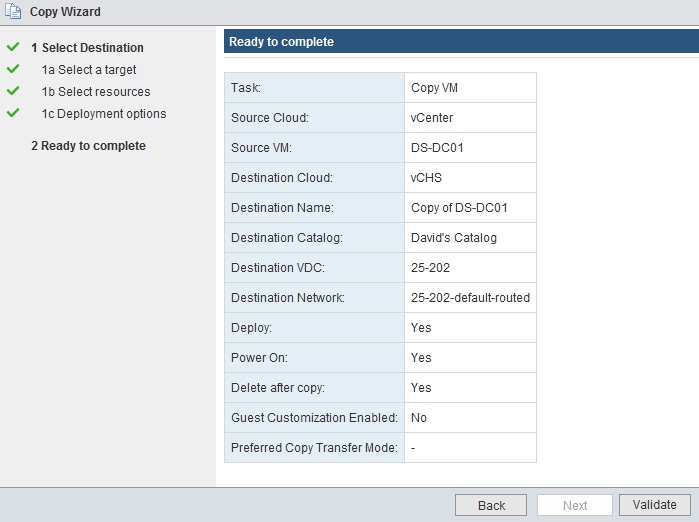 Copy Wizard
1 Select Destination
1a Select a target
1b Select resources
1c Deployment options
2 Ready to complete
Ready to complete
Task: Copy VM
Source Cloud: vCenter
Source VM: DS-DC01
Destination Cloud: vCHS
Destination Name: Copy of DS-DC01
Destination Catalog: David's Catalog
Destination VDC: 25-202
Destination Network: 25-202-default-routed
Deploy: Yes
Power On: Yes
Delete after copy: Yes
Guest Customization Enabled: No
Preferred Copy Transfer Mode: -
Back Next Validate